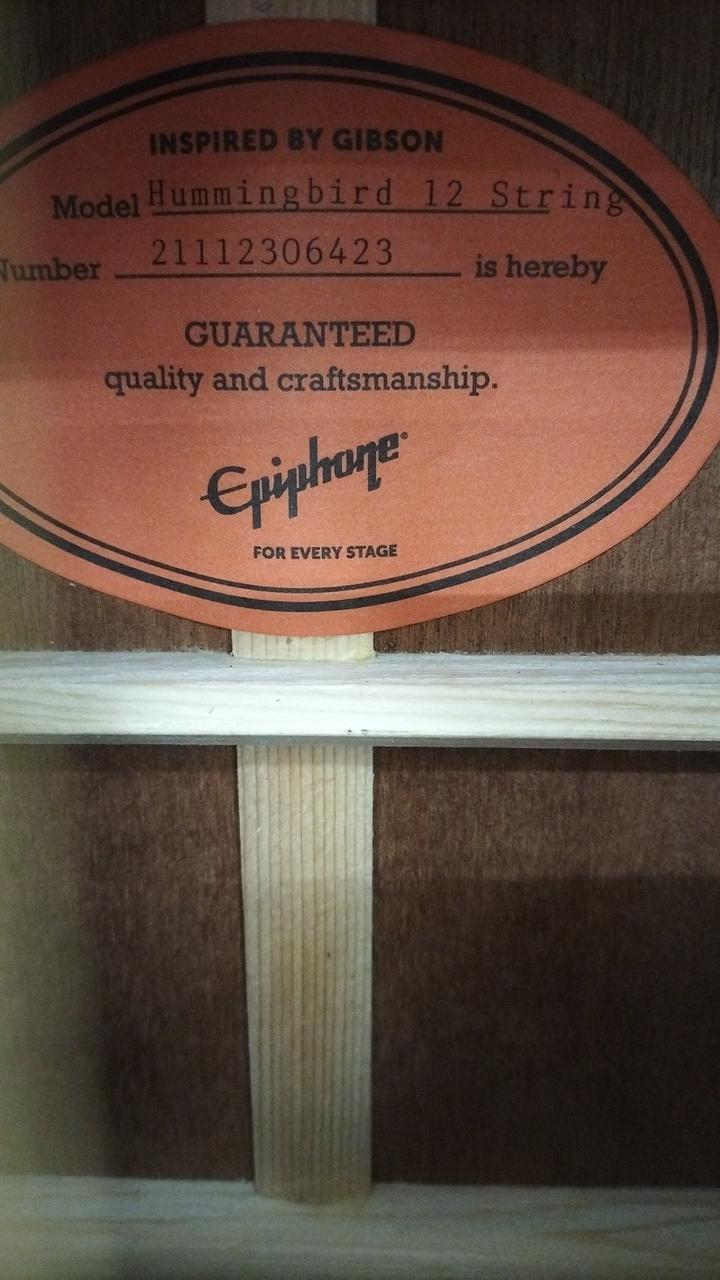 INSPIRED BY GIBSON
Model Hummingbird 12 String
Number 21112306423 is hereby
GUARANTEED
quality and craftsmanship.
Epiphone®
FOR EVERY STAGE